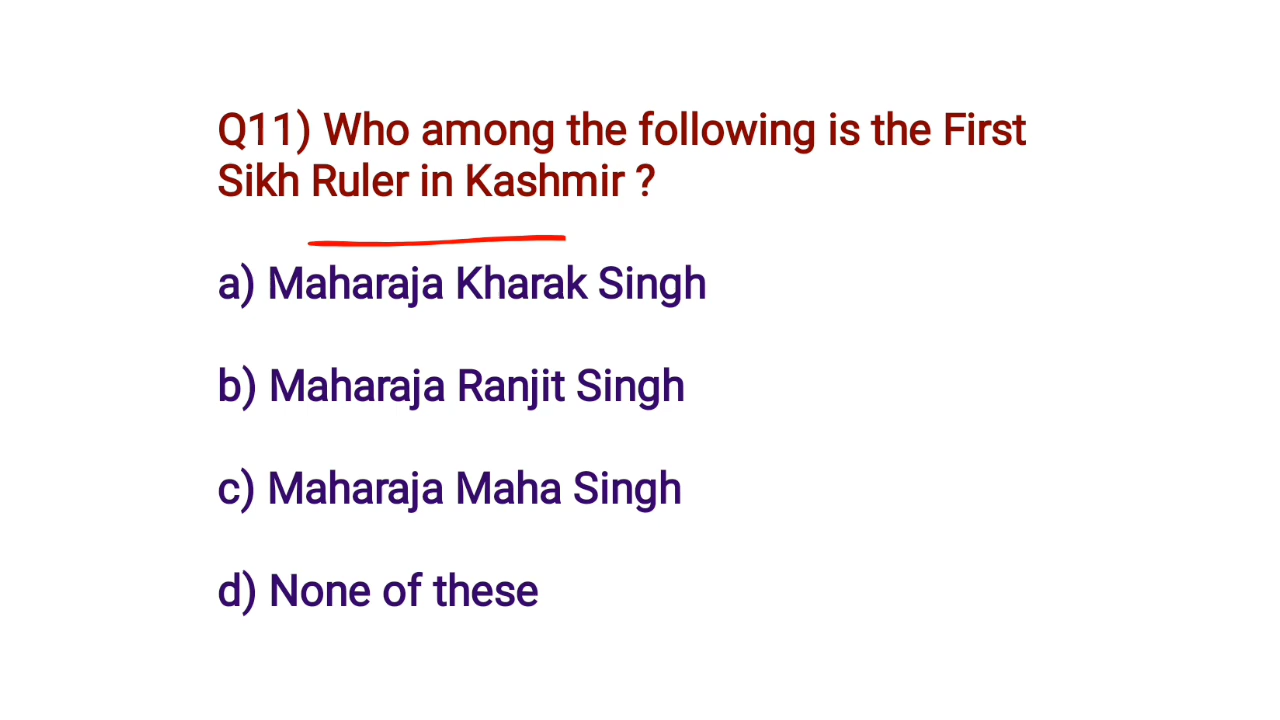 Q11) Who among the following is the First
Sikh Ruler in Kashmir ?
a) Maharaja Kharak Singh
b) Maharaja Ranjit Singh
c) Maharaja Maha Singh
d) None of these